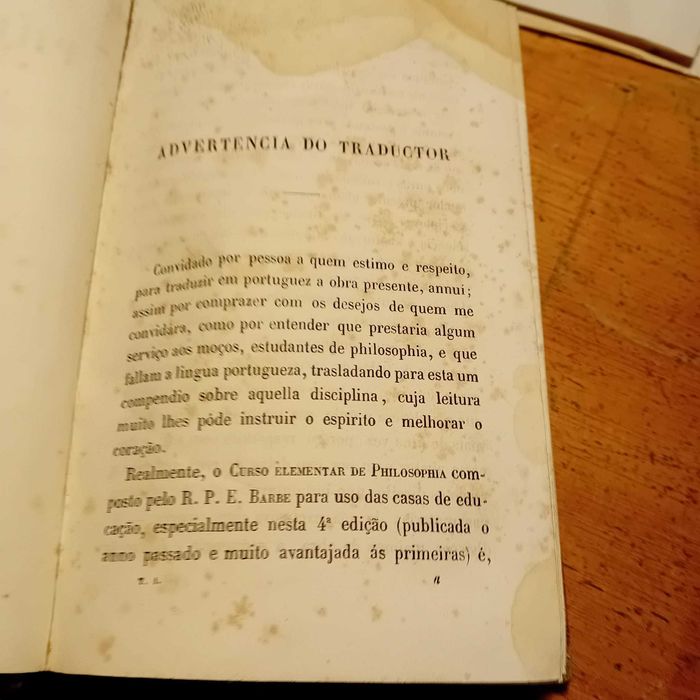 ADVERTENCIA DO TRADUCTOR
Convidado por pessoa a quem estimo e respeito,
para traduzir em portuguez a obra presente, annui;
assim por comprazer com os desejos de quem me
convidára, como por entender que prestaria algum
serviço aos moços, estudantes de philosophia, e que
fallam a lingua portugueza, trasladando para esta um
compendio sobre aquella disciplina, cuja leitura
muito lhes póde instruir o espirito e melhorar o
coração.
Realmente, o CURSO ELEMENTAR DE PHILOSOPHIA com-
posto pelo R. P. E. BARBE para uso das casas de edu-
cação, especialmente nesta 4ª edição (publicada o
anno passado e muito avantajada ás primeiras) é,
a